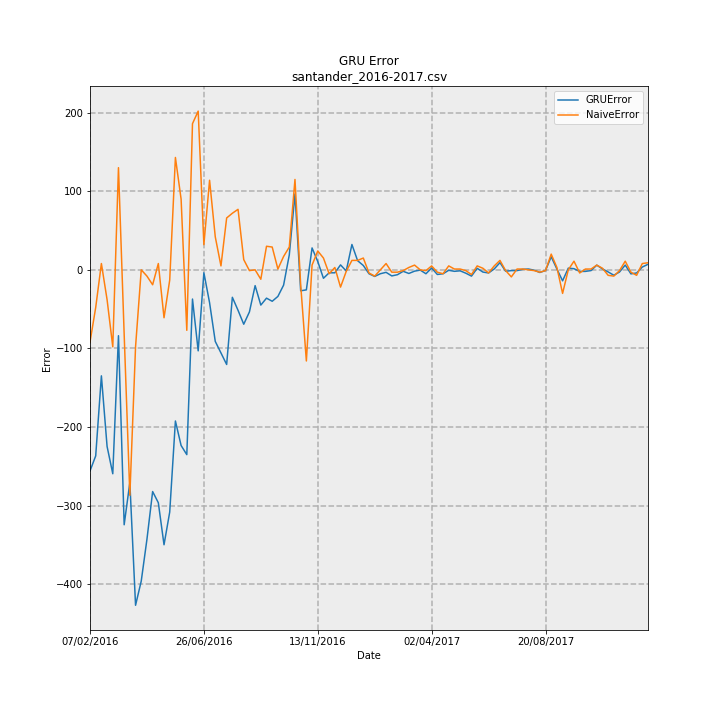 GRU Error
santander_2016-2017.csv
GRUError
NaiveError
200
100
0
−100
−200
−300
−400
Error
07/02/2016
26/06/2016
13/11/2016
02/04/2017
20/08/2017
Date